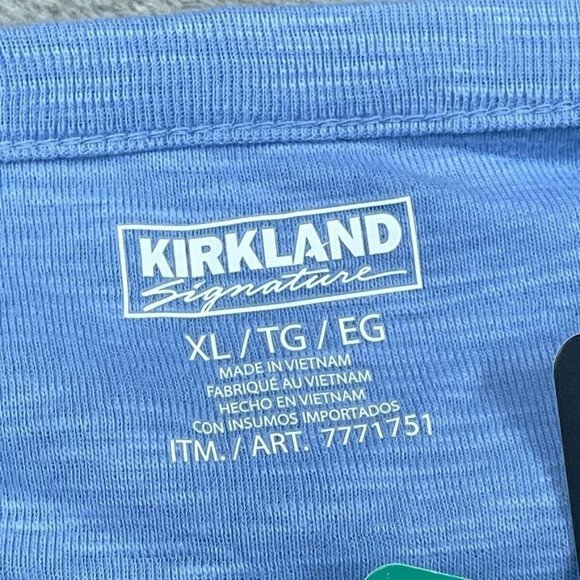 KIRKLAND
Signature
XL / TG / EG
MADE IN VIETNAM
FABRIQUÉ AU VIETNAM
HECHO EN VIETNAM
CON INSUMOS IMPORTADOS
ITM. / ART. 7771751